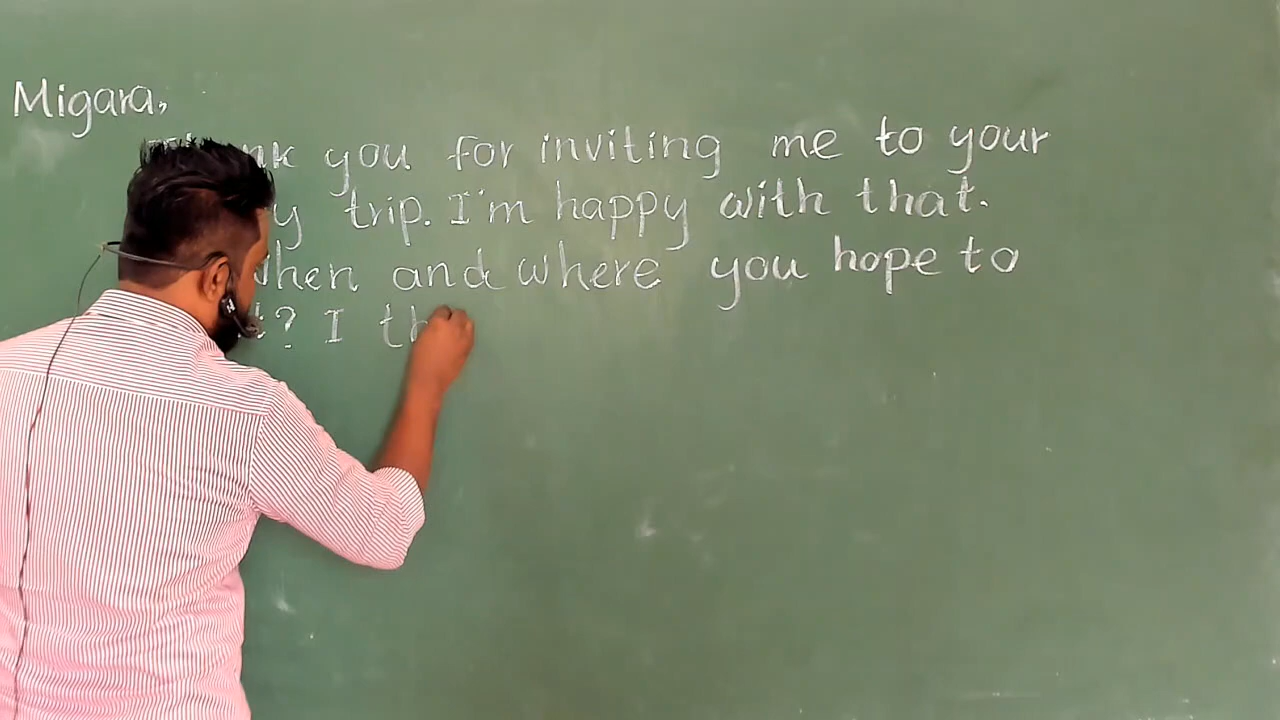 Migara,
Thank you for inviting me to your
trip. I'm happy with that.
when and where you hope to
? I th